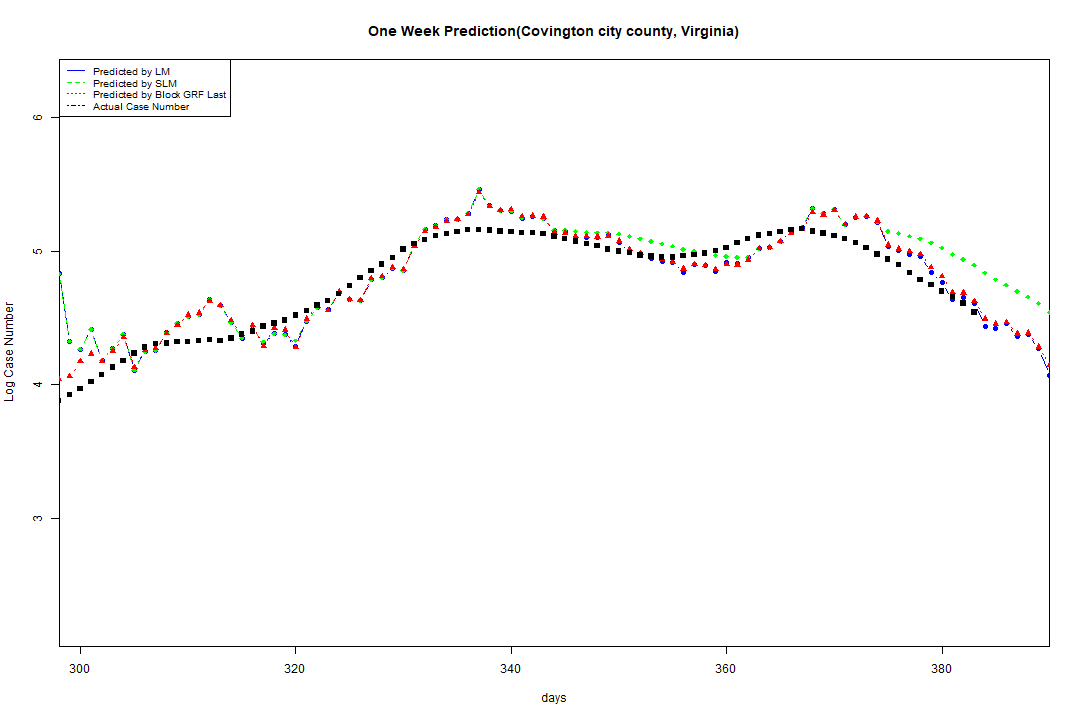 One Week Prediction(Covington city county, Virginia)
Predicted by LM
Predicted by SLM
Predicted by Block GRF Last
Actual Case Number
6
5
4
3
Log Case Number
300 320 340 360 380
days